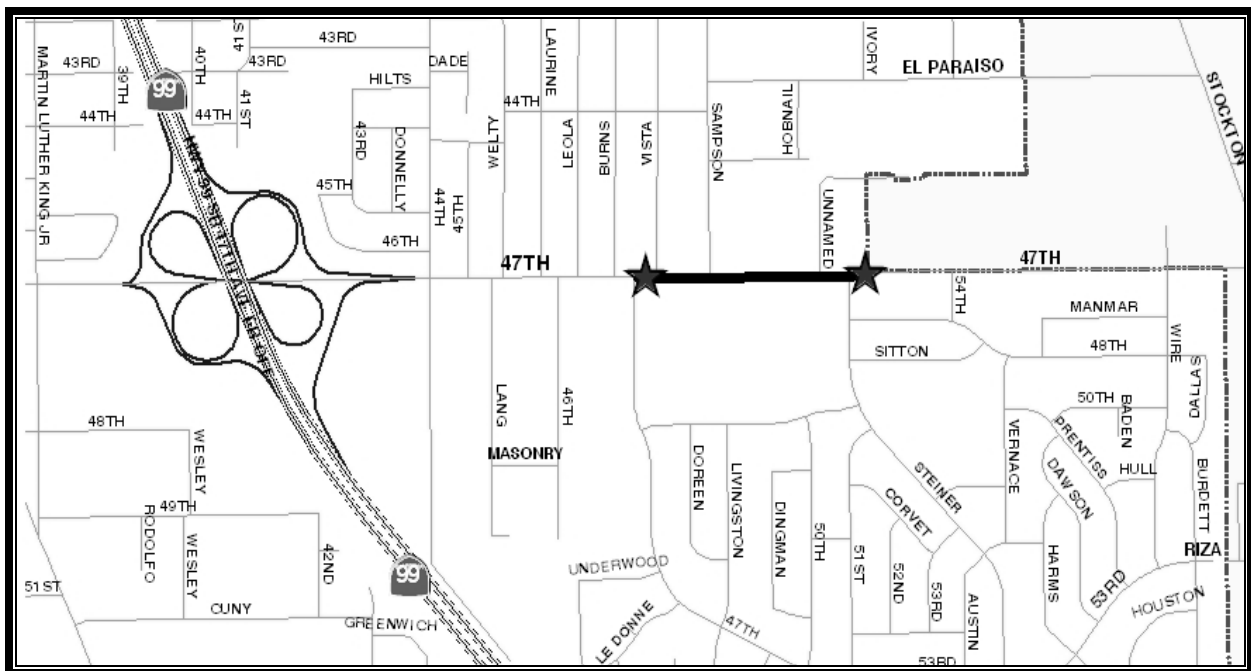 43RD
41ST
40TH
43RD
43RD
39TH
MARTIN LUTHER KING JR
99
44TH
44TH
41ST
HILTS
DADE
LAURINE
IVORY
EL PARAISO
STOCKTON
44TH
WELTY
LEOLA
BURNS
VISTA
SAMPSON
HOBNAIL
43RD
DONNELLY
45TH
44TH
45TH
46TH
UNNAMED
47TH
47TH
54TH
MANMAR
SITTON
48TH
WIRE
DALLAS
LANG
46TH
50TH
BADEN
48TH
WESLEY
MASONRY
DOREEN
LIVINGSTON
DINGMAN
50TH
51ST
STEINER
CORVET
VERNACE
PRENTISS
DAWSON
HULL
BURDETT
49TH
RODOLFO
WESLEY
42ND
99
UNDERWOOD
52ND
53RD
AUSTIN
HARMS
53RD
RIZA
HOUSTON
51ST
CUNY
GREENWICH
LE DONNE
47TH
53RD